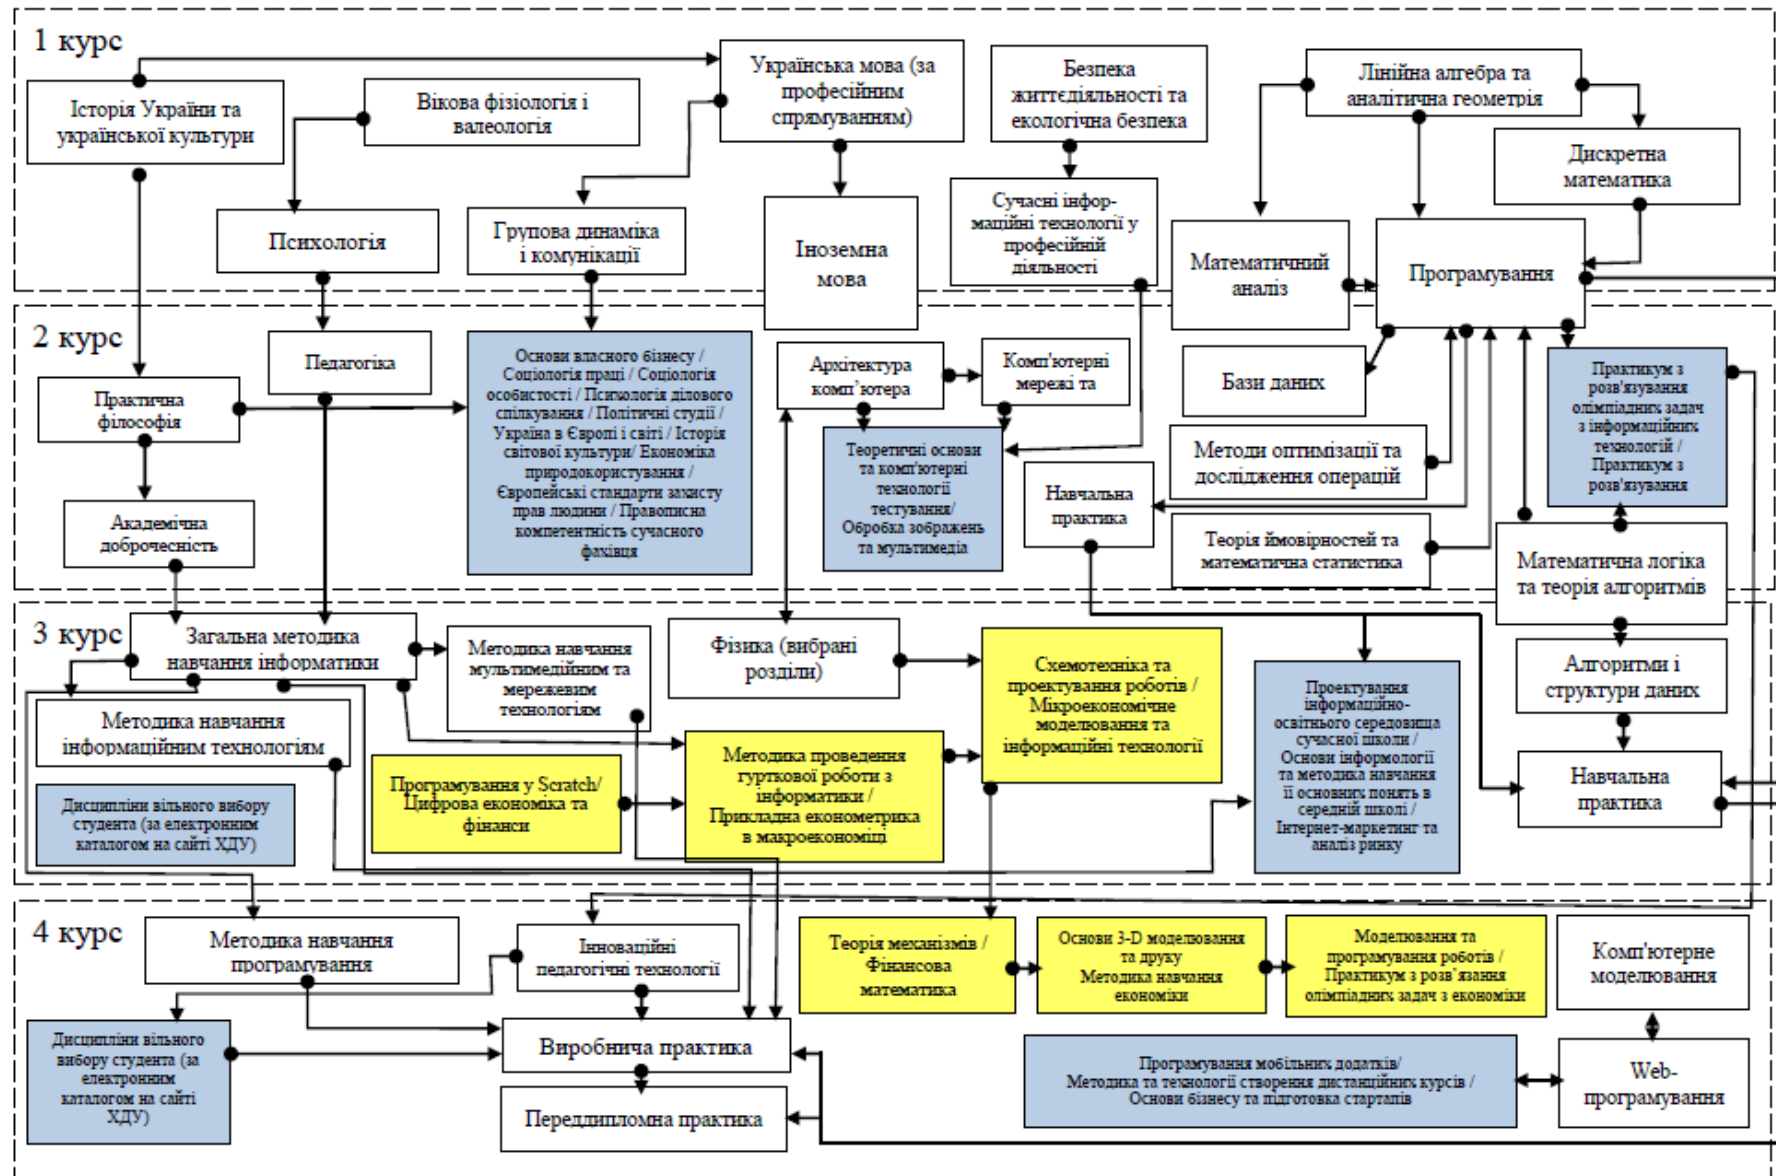 1 курс
Історія України та
української культури
Вікова фізіологія і
валеологія
Українська мова (за
професійним
спрямуванням)
Безпека
життєдіяльності та
екологічна безпека
Лінійна алгебра та
аналітична геометрія
Дискретна
математика
Психологія
Групова динаміка
і комунікації
Іноземна
мова
Сучасні інфор-
маційні технології у
професійній
діяльності
Математичний
аналіз
Програмування
2 курс
Практична
філософія
Педагогіка
Основи власного бізнесу /
Соціологія праці / Соціологія
особистості / Психологія ділового
спілкування / Політичні студії /
Україна в Європі і світі / Історія
світової культури/ Економіка
природокористування /
Європейські стандарти захисту
прав людини / Правописна
компетентність сучасного
фахівця
Архітектура
комп’ютера
Комп'ютерні
мережі та
Бази даних
Практикум з
розв'язування
олімпіадних задач
з інформаційних
технологій /
Практикум з
розв'язування
Теоретичні основи
та комп'ютерні
технології
тестування/
Обробка зображень
та мультимедіа
Методи оптимізації та
дослідження операцій
Навчальна
практика
Академічна
доброчесність
Теорія ймовірностей та
математична статистика
Математична логіка
та теорія алгоритмів
3 курс
Загальна методика
навчання інформатики
Методика навчання
мультимедійним та
мережевим
технологіям
Фізика (вибрані
розділи)
Схемотехніка та
проектування роботів /
Мікроекономічне
моделювання та
інформаційні технології
Проектування
інформаційно-
освітнього середовища
сучасної школи /
Основи інформології
та методика навчання
її основних понять в
середній школі /
Інтернет-маркетинг та
аналіз ринку
Алгоритми і
структури даних
Методика навчання
інформаційним технологіям
Програмування у Scratch/
Цифрова економіка та
фінанси
Методика проведення
гурткової роботи з
інформатики /
Прикладна економетрика
в макроекономіці
Навчальна
практика
Дисципліни вільного вибору
студента (за електронним
каталогом на сайті ХДУ)
4 курс
Методика навчання
програмування
Інноваційні
педагогічні технології
Теорія механізмів /
Фінансова
математика
Основи 3-D моделювання
та друку
Методика навчання
економіки
Моделювання та
програмування роботів /
Практикум з розв’язання
олімпіадних задач з економіки
Комп'ютерне
моделювання
Дисципліни вільного
вибору студента (за
електронним
каталогом на сайті
ХДУ)
Виробнича практика
Програмування мобільних додатків/
Методика та технології створення дистанційних курсів /
Основи бізнесу та підготовка стартапів
Web-
програмування
Переддипломна практика